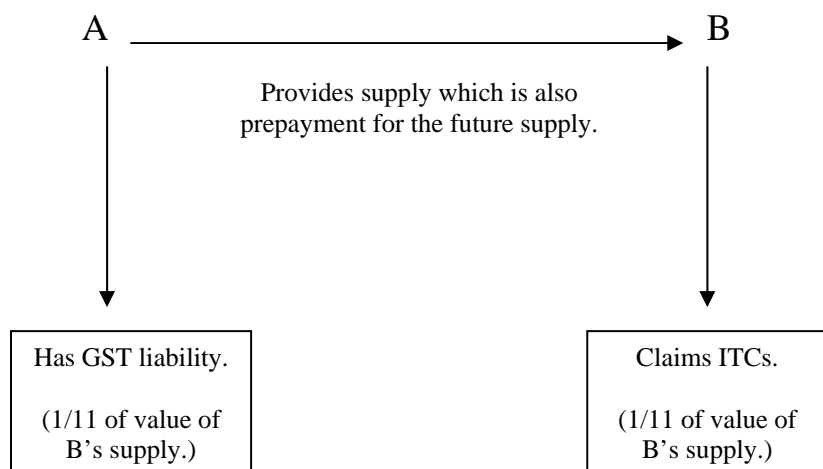 A B
Provides supply which is also
prepayment for the future supply.
Has GST liability.
(1/11 of value of
B's supply.)
Claims ITCs.
(1/11 of value of
B's supply.)